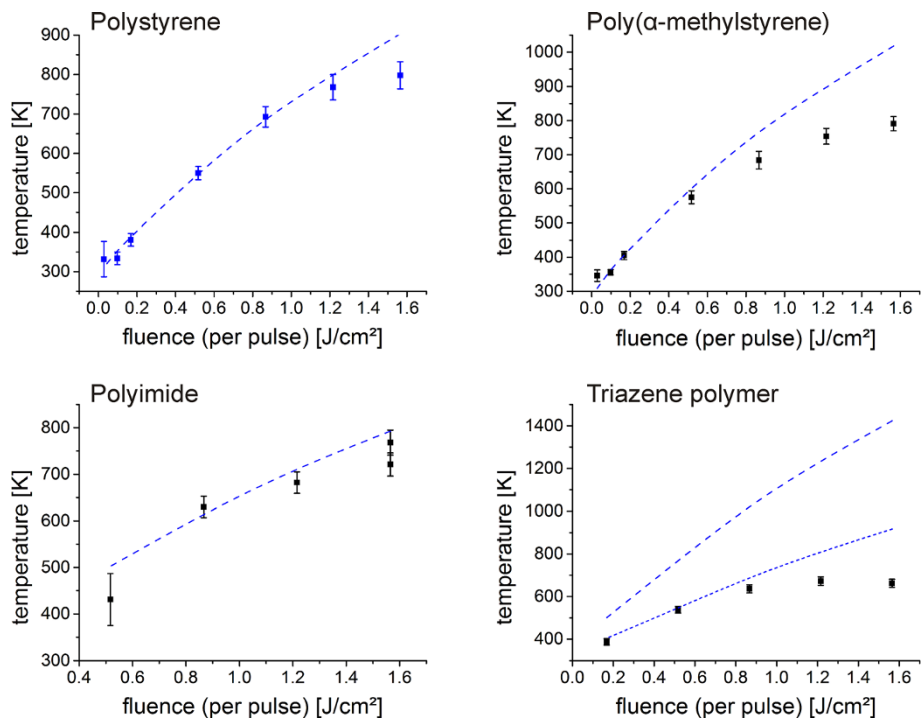 Polystyrene
temperature [K]
900
800
700
600
500
400
300
0.0 0.2 0.4 0.6 0.8 1.0 1.2 1.4 1.6
fluence (per pulse) [J/cm²]
Poly(α-methylstyrene)
temperature [K]
1000
900
800
700
600
500
400
300
0.0 0.2 0.4 0.6 0.8 1.0 1.2 1.4 1.6
fluence (per pulse) [J/cm²]
Polyimide
temperature [K]
800
700
600
500
400
300
0.4 0.6 0.8 1.0 1.2 1.4 1.6
fluence (per pulse) [J/cm²]
Triazene polymer
temperature [K]
1400
1200
1000
800
600
400
0.0 0.2 0.4 0.6 0.8 1.0 1.2 1.4 1.6
fluence (per pulse) [J/cm²]